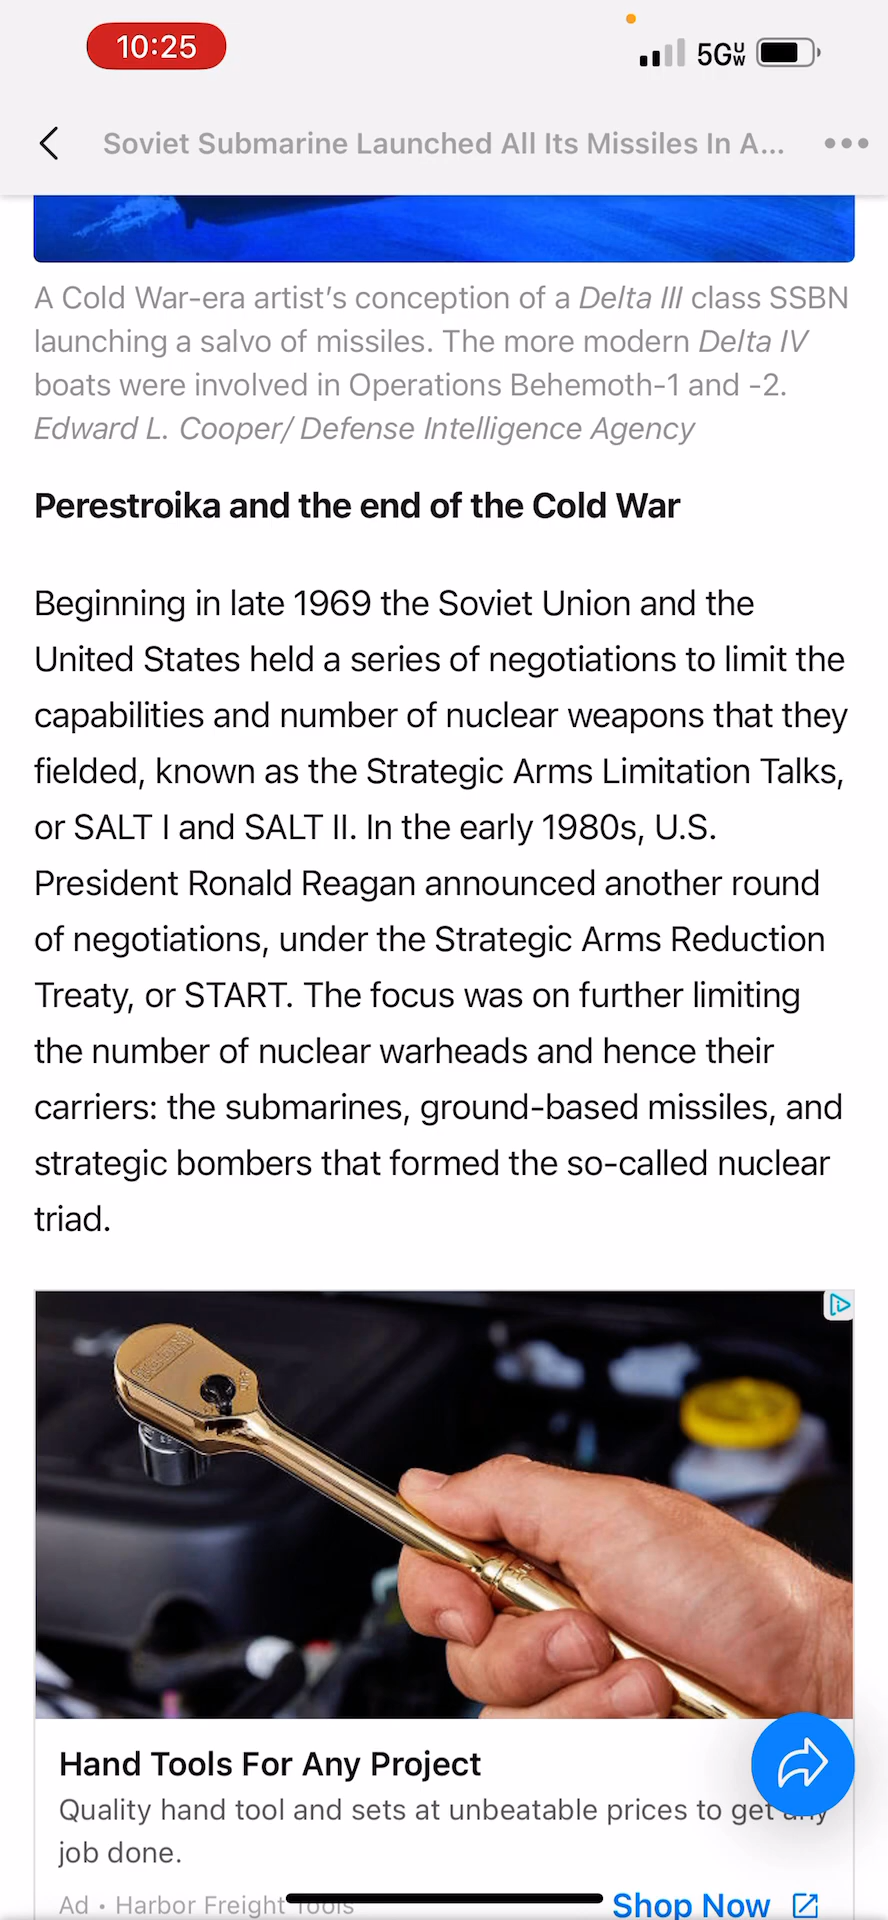 10:25
5G UW
Soviet Submarine Launched All Its Missiles In A...
A Cold War-era artist's conception of a Delta III class SSBN
launching a salvo of missiles. The more modern Delta IV
boats were involved in Operations Behemoth-1 and -2.
Edward L. Cooper/ Defense Intelligence Agency
Perestroika and the end of the Cold War
Beginning in late 1969 the Soviet Union and the
United States held a series of negotiations to limit the
capabilities and number of nuclear weapons that they
fielded, known as the Strategic Arms Limitation Talks,
or SALT I and SALT II. In the early 1980s, U.S.
President Ronald Reagan announced another round
of negotiations, under the Strategic Arms Reduction
Treaty, or START. The focus was on further limiting
the number of nuclear warheads and hence their
carriers: the submarines, ground-based missiles, and
strategic bombers that formed the so-called nuclear
triad.
Hand Tools For Any Project
Quality hand tool and sets at unbeatable prices to get any
job done.
Ad • Harbor Freight Tools
Shop Now